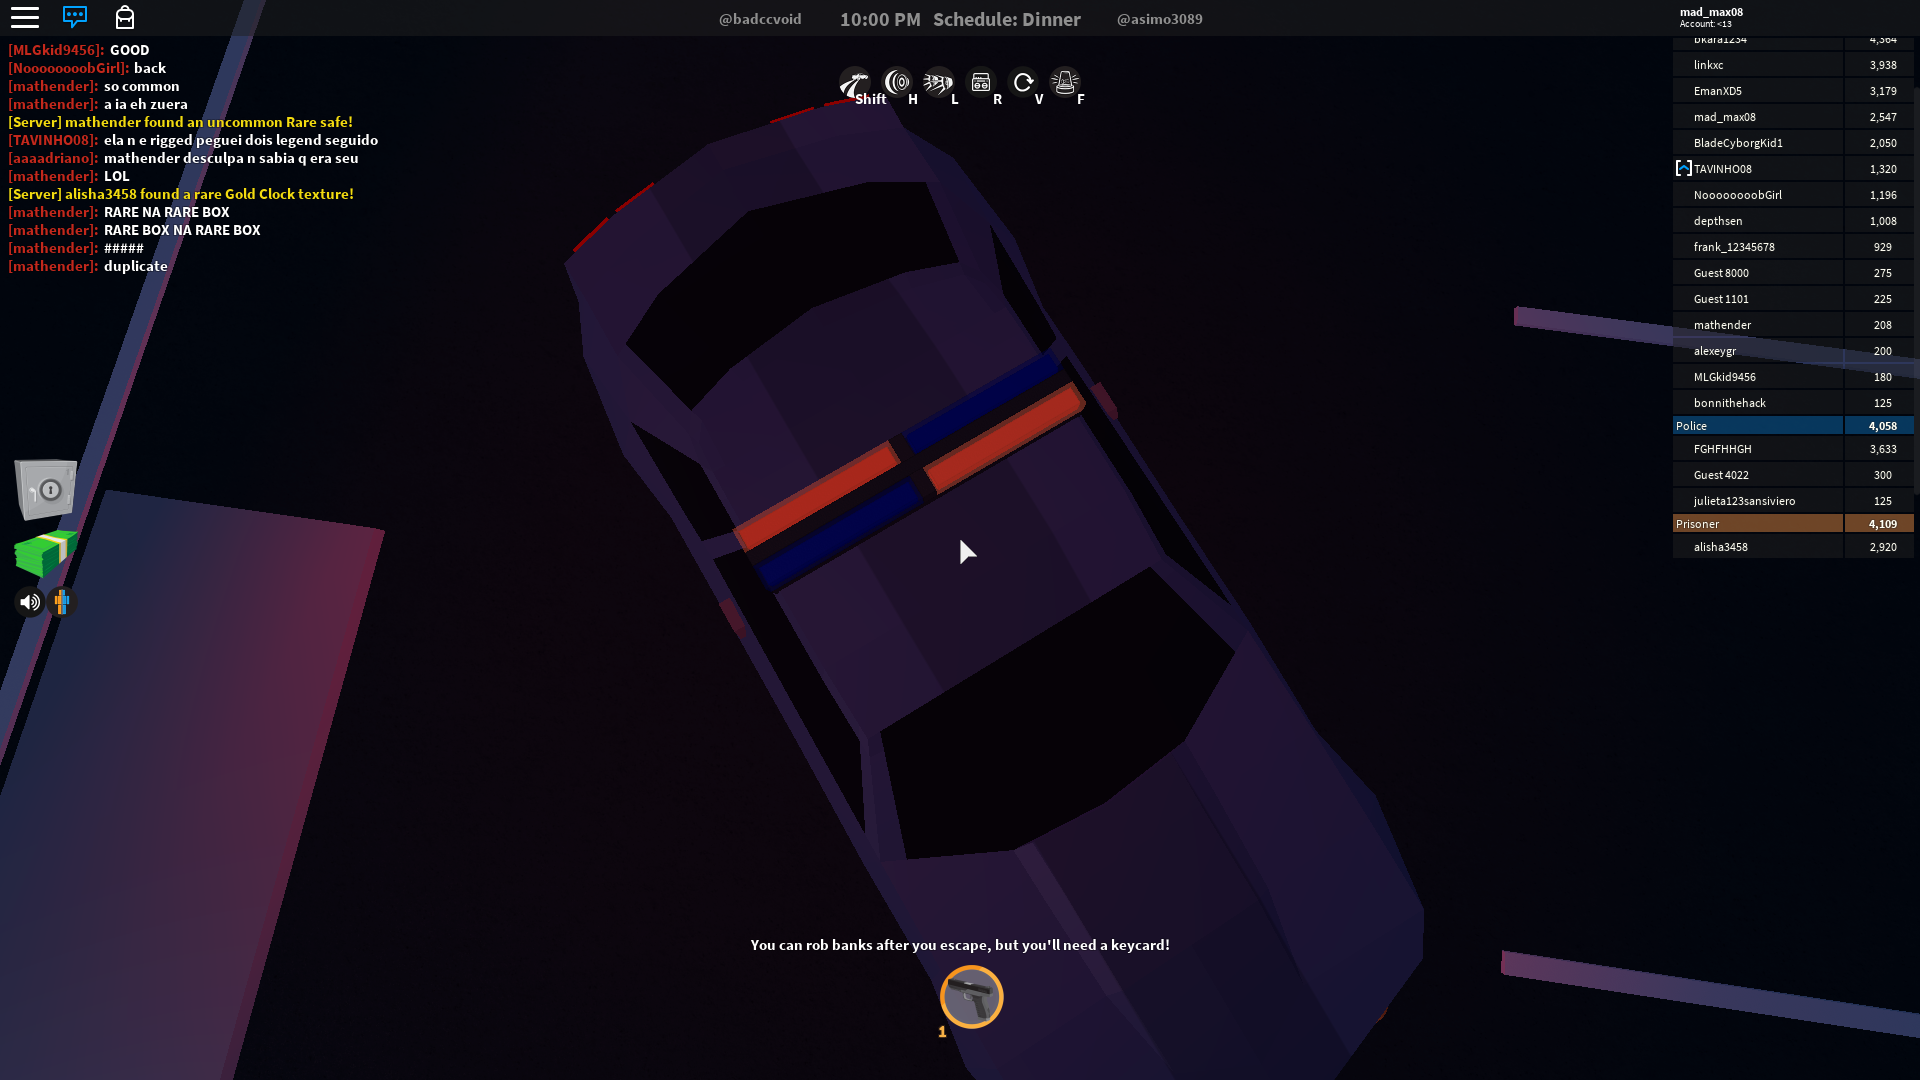 @badccvoid 10:00 PM Schedule: Dinner @asimo3089
mad_max08
Account: <13
[MLGkid9456]: GOOD
[NoooooooobGirl]: back
[mathender]: so common
[mathender]: a ia eh zuera
[Server] mathender found an uncommon Rare safe!
[TAVINHO08]: ela n e rigged peguei dois legend seguido
[aaaadriano]: mathender desculpa n sabia q era seu
[mathender]: LOL
[Server] alisha3458 found a rare Gold Clock texture!
[mathender]: RARE NA RARE BOX
[mathender]: RARE BOX NA RARE BOX
[mathender]: #####
[mathender]: duplicate
Shift H L R V F
bkara1234 4,364
linkxc 3,938
EmanXD5 3,179
mad_max08 2,547
BladeCyborgKid1 2,050
TAVINHO08 1,320
NoooooooobGirl 1,196
depthsen 1,008
frank_12345678 929
Guest 8000 275
Guest 1101 225
mathender 208
alexeygr 200
MLGkid9456 180
bonnithehack 125
Police 4,058
FGHFHHGH 3,633
Guest 4022 300
julieta123sansiviero 125
Prisoner 4,109
alisha3458 2,920
You can rob banks after you escape, but you'll need a keycard!
1